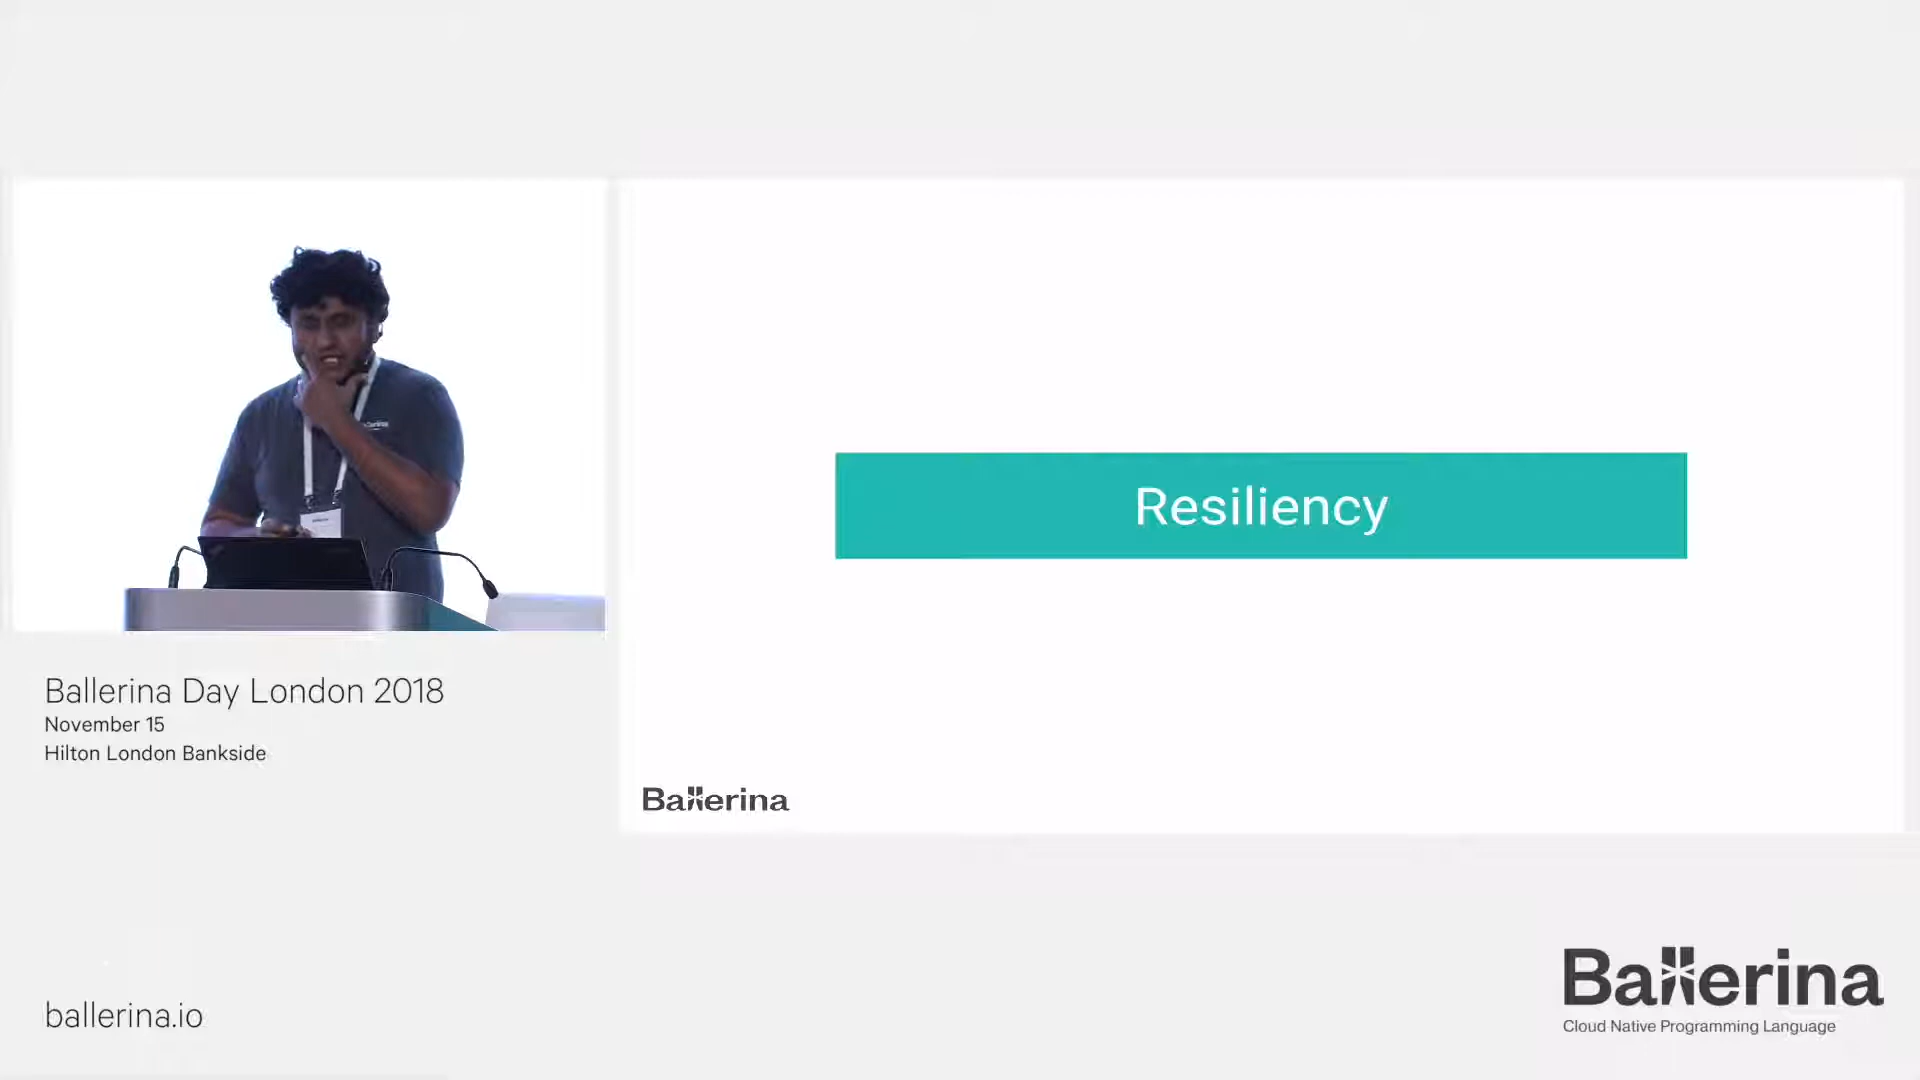 Resiliency
Ballerina
Ballerina Day London 2018
November 15
Hilton London Bankside
ballerina.io
Ballerina
Cloud Native Programming Language